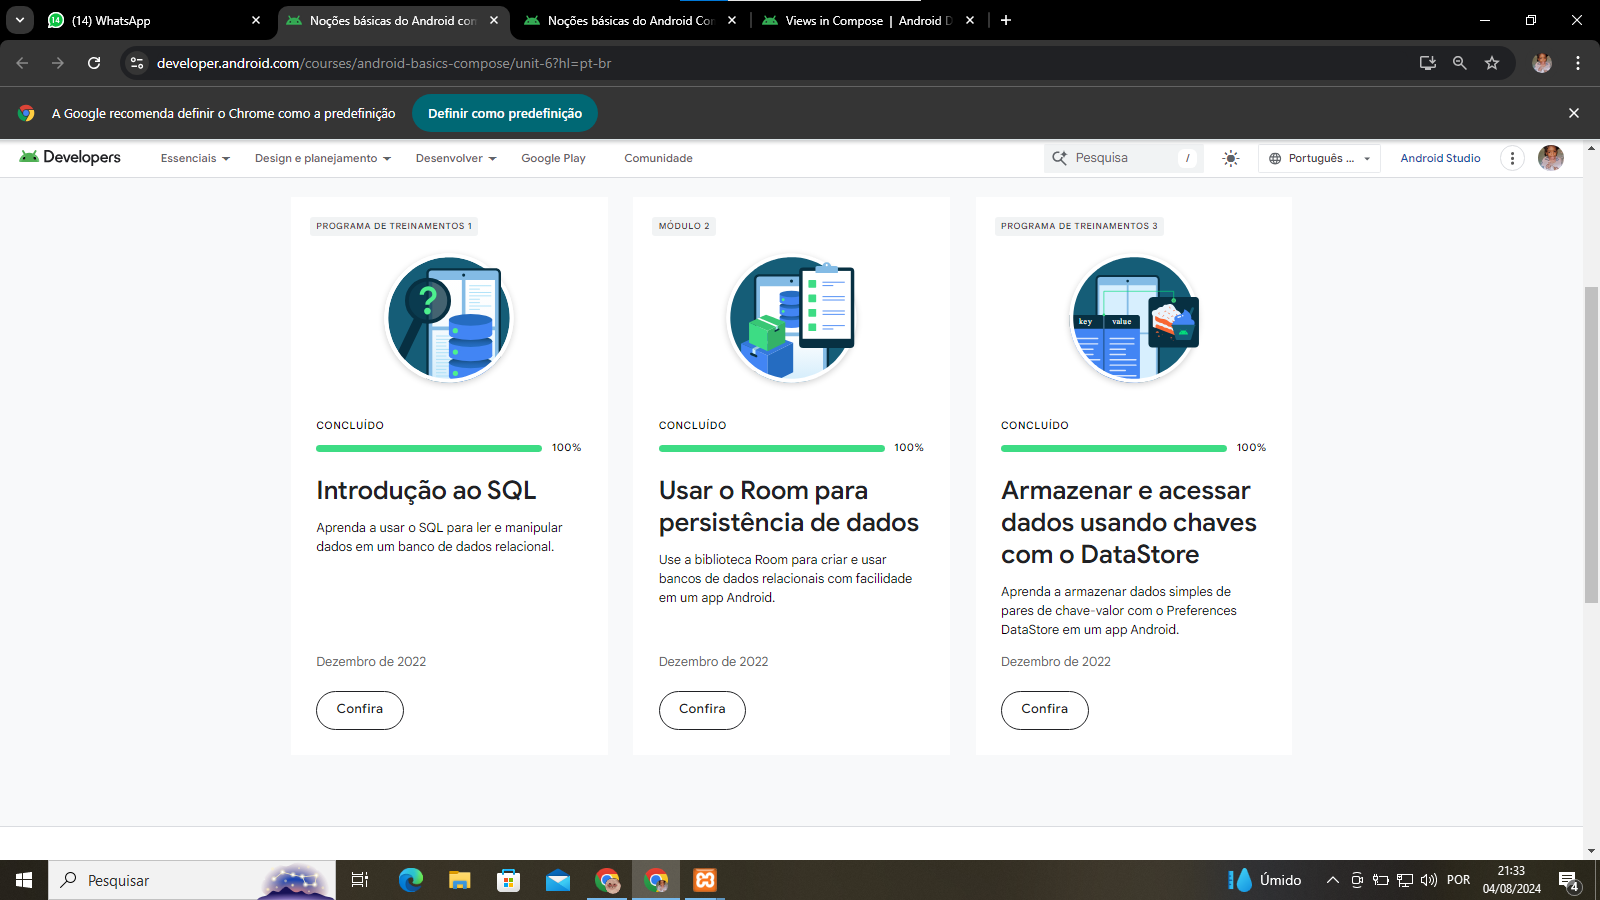 (14) WhatsApp
Noções básicas do Android con
Noções básicas do Android Cor
Views in Compose | Android D
developer.android.com/courses/android-basics-compose/unit-6?hl=pt-br
A Google recomenda definir o Chrome como a predefinição
Definir como predefinição
Developers
Essenciais
Design e planejamento
Desenvolver
Google Play
Comunidade
Pesquisa
/
Português ...
Android Studio
PROGRAMA DE TREINAMENTOS 1
?
CONCLUÍDO
100%
Introdução ao SQL
Aprenda a usar o SQL para ler e manipular
dados em um banco de dados relacional.
Dezembro de 2022
Confira
MÓDULO 2
CONCLUÍDO
100%
Usar o Room para
persistência de dados
Use a biblioteca Room para criar e usar
bancos de dados relacionais com facilidade
em um app Android.
Dezembro de 2022
Confira
PROGRAMA DE TREINAMENTOS 3
key value
CONCLUÍDO
100%
Armazenar e acessar
dados usando chaves
com o DataStore
Aprenda a armazenar dados simples de
pares de chave-valor com o Preferences
DataStore em um app Android.
Dezembro de 2022
Confira
Pesquisar
Úmido
POR
21:33
04/08/2024
4